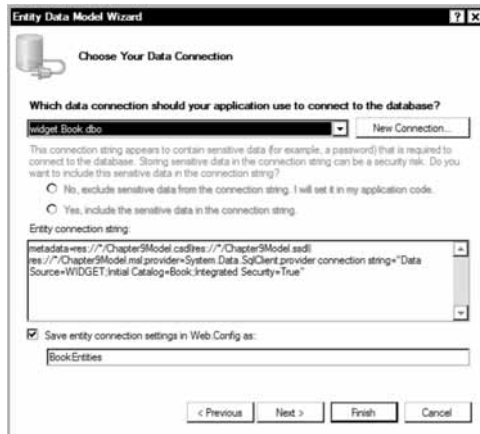 Entity Data Model Wizard
Choose Your Data Connection
Which data connection should your application use to connect to the database?
widget.Book.dbo
New Connection...
This connection string appears to contain sensitive data (for example, a password) that is required to
connect to the database. Storing sensitive data in the connection string can be a security risk. Do you
want to include this sensitive data in the connection string?
No, exclude sensitive data from the connection string. I will set it in my application code.
Yes, include the sensitive data in the connection string.
Entity connection string:
metadata=res://*/Chapter9Model.csdl|res://*/Chapter9Model.ssdl|
res://*/Chapter9Model.msl;provider=System.Data.SqlClient;provider connection string="Data
Source=WIDGET;Initial Catalog=Book;Integrated Security=True"
Save entity connection settings in Web.Config as:
BookEntities
< Previous
Next >
Finish
Cancel